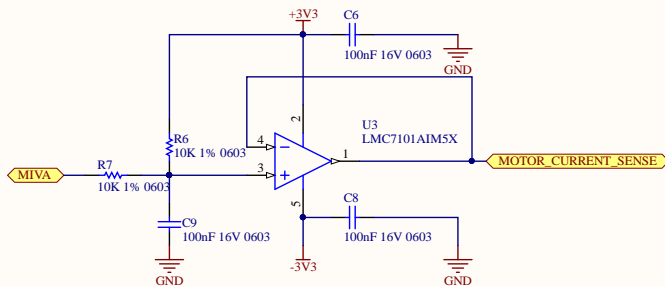 +3V3
C6
100nF 16V 0603
GND
2
U3
LMC7101AIM5X
R6
10K 1% 0603
4
1
MOTOR_CURRENT_SENSE
MIVA
R7
10K 1% 0603
3
5
C9
100nF 16V 0603
C8
100nF 16V 0603
-3V3
GND
GND